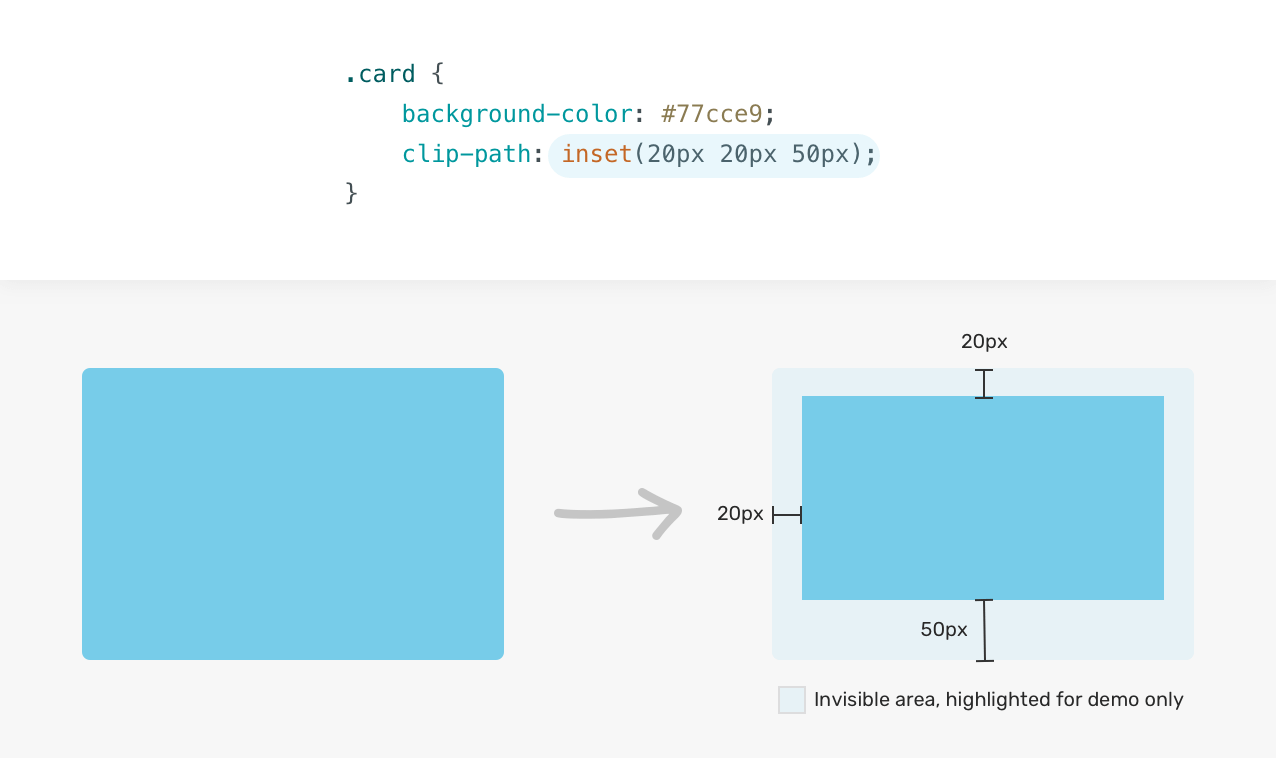 .card {
background-color: #77cce9;
clip-path: inset(20px 20px 50px);
}
20px
20px
50px
Invisible area, highlighted for demo only